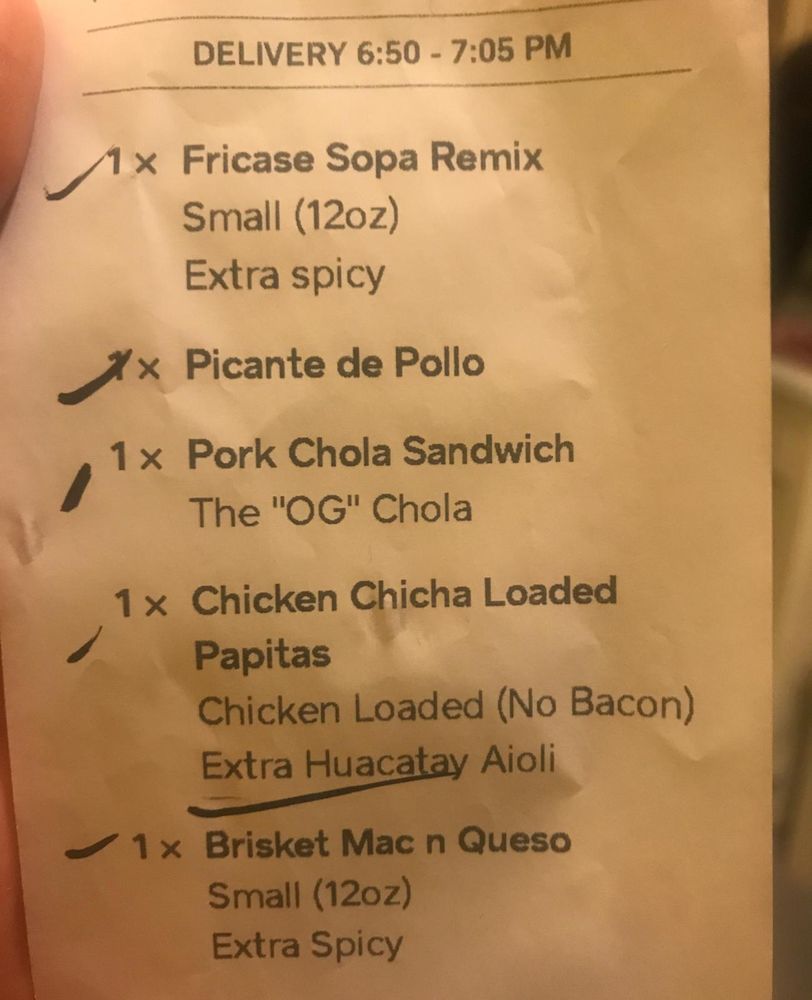 DELIVERY 6:50 - 7:05 PM
1 x Fricase Sopa Remix
Small (12oz)
Extra spicy
1 x Picante de Pollo
1 x Pork Chola Sandwich
The "OG" Chola
1 x Chicken Chicha Loaded
Papitas
Chicken Loaded (No Bacon)
Extra Huacatay Aioli
1 x Brisket Mac n Queso
Small (12oz)
Extra Spicy